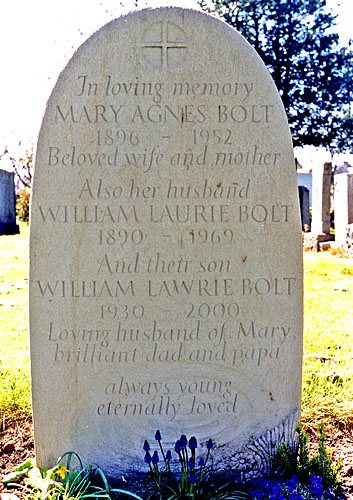 In loving memory
MARY AGNES BOLT
1896 - 1952
Beloved wife and mother
Also her husband
WILLIAM LAURIE BOLT
1890 - 1969
And their son
WILLIAM LAWRIE BOLT
1930 - 2000
Loving husband of Mary,
brilliant dad and papa
always young
eternally loved